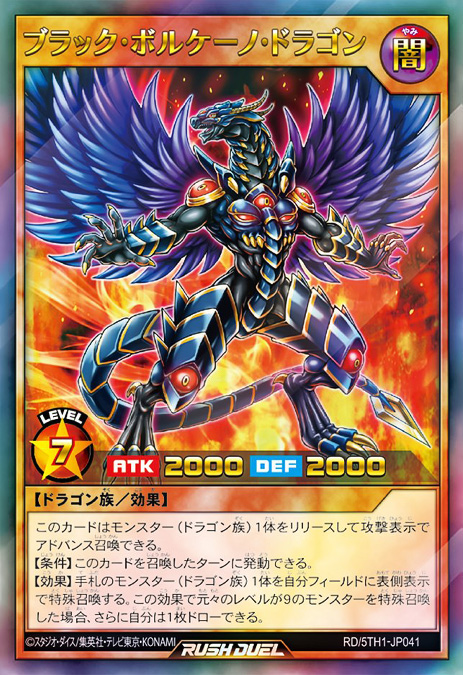 ブラック・ボルケーノ・ドラゴン
やみ
闇
LEVEL
7
ATK 2000 DEF 2000
【ドラゴン族／効果】
このカードはモンスター（ドラゴン族）1体をリリースして攻撃表示で
アドバンス召喚できる。
【条件】このカードを召喚したターンに発動できる。
【効果】手札のモンスター（ドラゴン族）1体を自分フィールドに表側表示
で特殊召喚する。この効果で元々のレベルが9のモンスターを特殊召喚
した場合、さらに自分は1枚ドローできる。
©スタジオ・ダイス/集英社・テレビ東京・KONAMI
RUSH DUEL
RD/5TH1-JP041